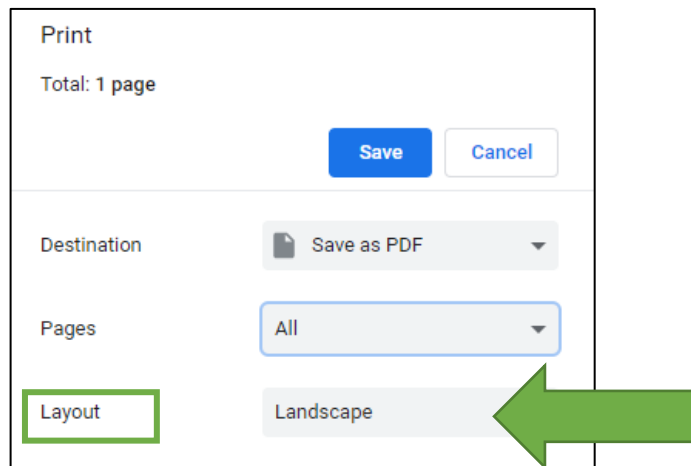 Print
Total: 1 page
Save Cancel
Destination Save as PDF
Pages All
Layout Landscape